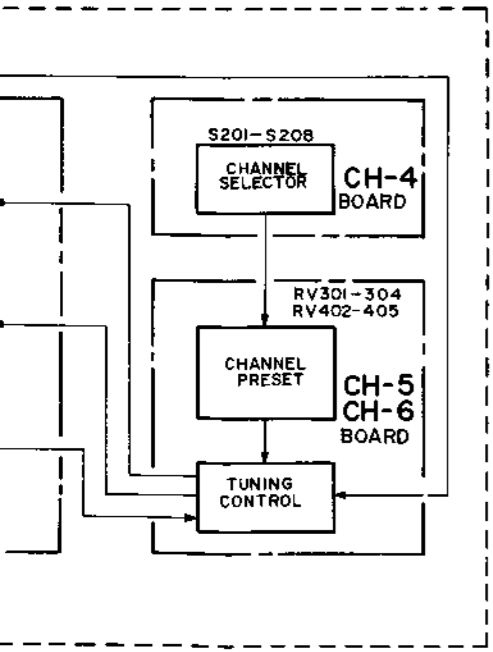 S201-S208
CHANNEL
SELECTOR
CH-4
BOARD
RV301-304
RV402-405
CHANNEL
PRESET
CH-5
CH-6
BOARD
TUNING
CONTROL